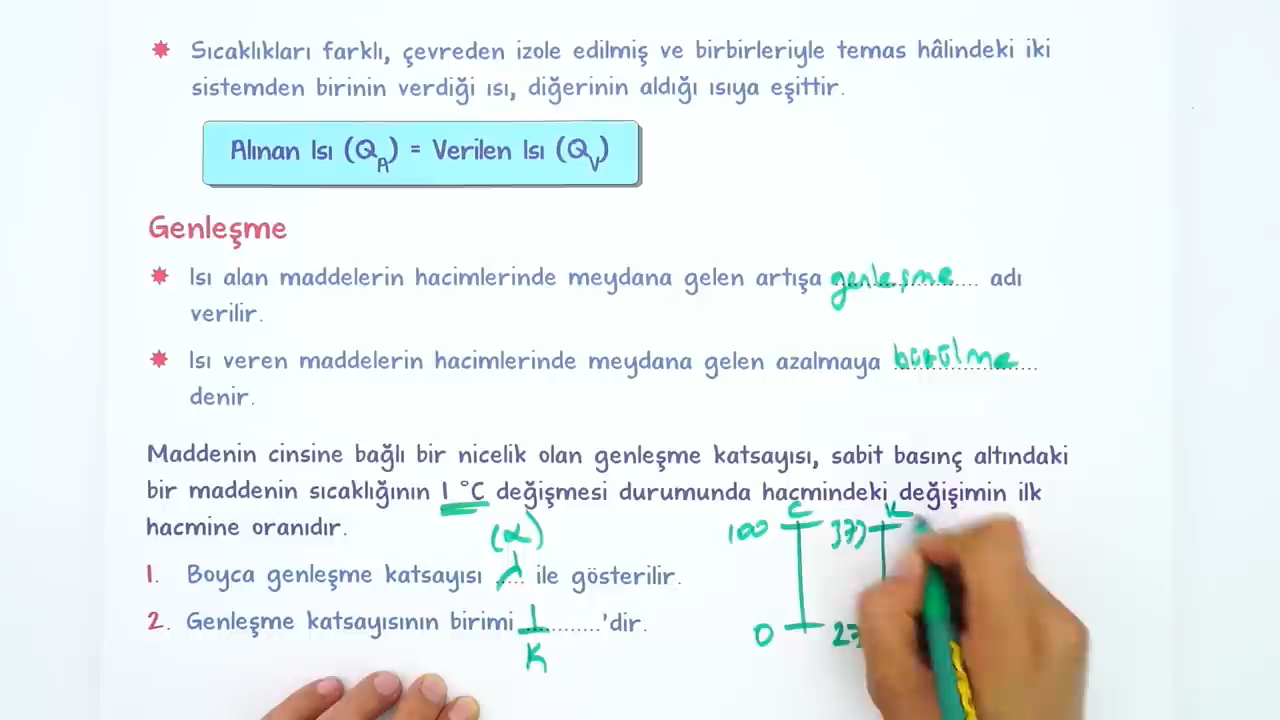 Sıcaklıkları farklı, çevreden izole edilmiş ve birbirleriyle temas hâlindeki iki
sistemden birinin verdiği ısı, diğerinin aldığı ısıya eşittir.
Alınan Isı (Q_A) = Verilen Isı (Q_V)
Genleşme
Isı alan maddelerin hacimlerinde meydana gelen artışa genleşme adı
verilir.
Isı veren maddelerin hacimlerinde meydana gelen azalmaya büzülme
denir.
Maddenin cinsine bağlı bir nicelik olan genleşme katsayısı, sabit basınç altındaki
bir maddenin sıcaklığının 1 °C değişmesi durumunda hacmindeki değişimin ilk
hacmine oranıdır.
(α)
1. Boyca genleşme katsayısı λ ile gösterilir.
2. Genleşme katsayısının birimi 1/K 'dir.
C K
100 373
0